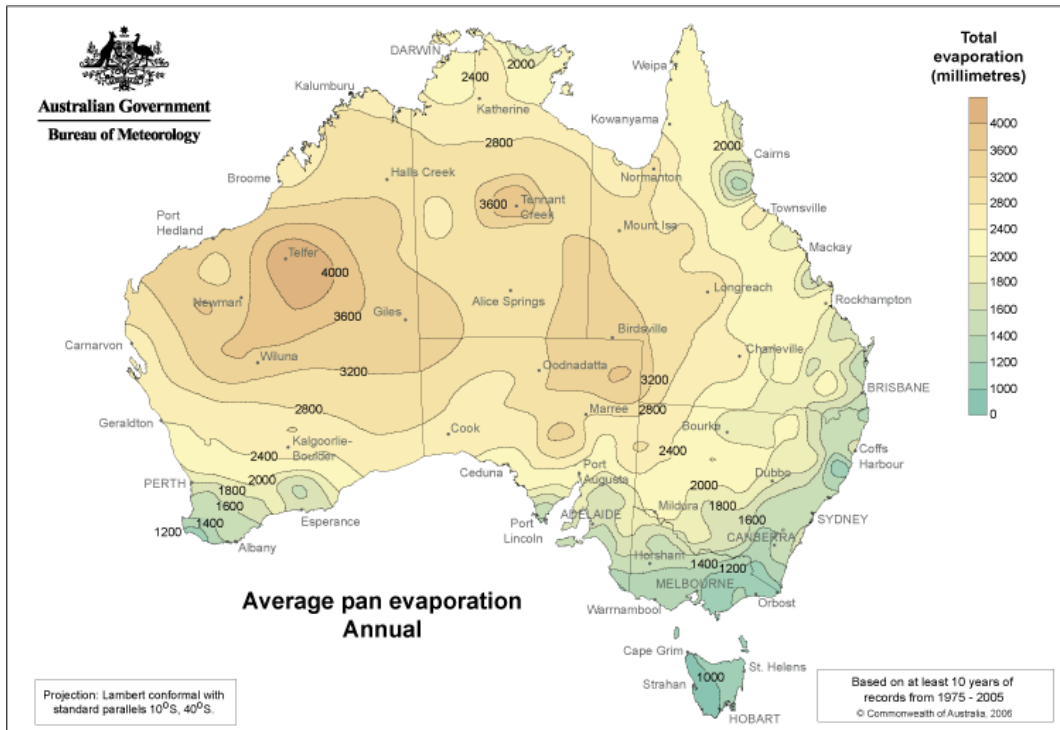 Australian Government
Bureau of Meteorology
Total
evaporation
(millimetres)
4000
3600
3200
2800
2400
2000
1800
1600
1400
1200
1000
0
DARWIN
2000
2400
Weipa
Kalumburu
Katherine
Kowanyama
2800
2000
Cairns
Broome
Halls Creek
Normanton
3600
Tennant
Creek
Townsville
Port
Hedland
Mount Isa
Mackay
Telfer
4000
Newman
Alice Springs
Longreach
Rockhampton
3600
Giles
Birdsville
Carnarvon
Wiluna
3200
Oodnadatta
3200
Charleville
BRISBANE
2800
Marree
2800
Geraldton
Kalgoorlie-
Boulder
Cook
Bourke
2400
Coffs
Harbour
2400
2000
Ceduna
Port
Augusta
Dubbo
PERTH
1800
1600
1400
1200
Esperance
Albany
Port
Lincoln
ADELAIDE
2000
Mildura
1800
1600
SYDNEY
CANBERRA
Horsham
1400
1200
MELBOURNE
Warrnambool
Orbost
Average pan evaporation
Annual
Cape Grim
St. Helens
Strahan
1000
HOBART
Projection: Lambert conformal with
standard parallels 10⁰S, 40⁰S.
Based on at least 10 years of
records from 1975 - 2005
© Commonwealth of Australia, 2006